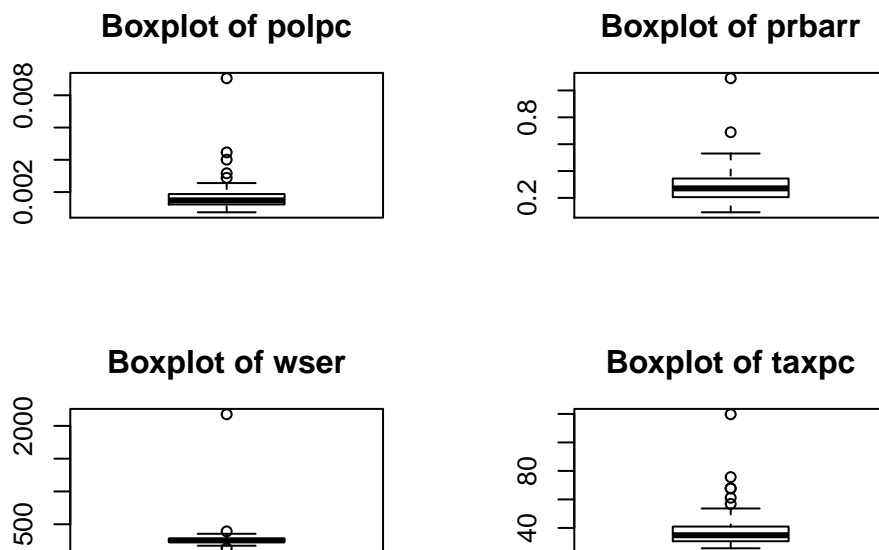 Boxplot of polpc
0.008
0.002
Boxplot of prbarr
0.8
0.2
Boxplot of wser
2000
500
Boxplot of taxpc
80
40